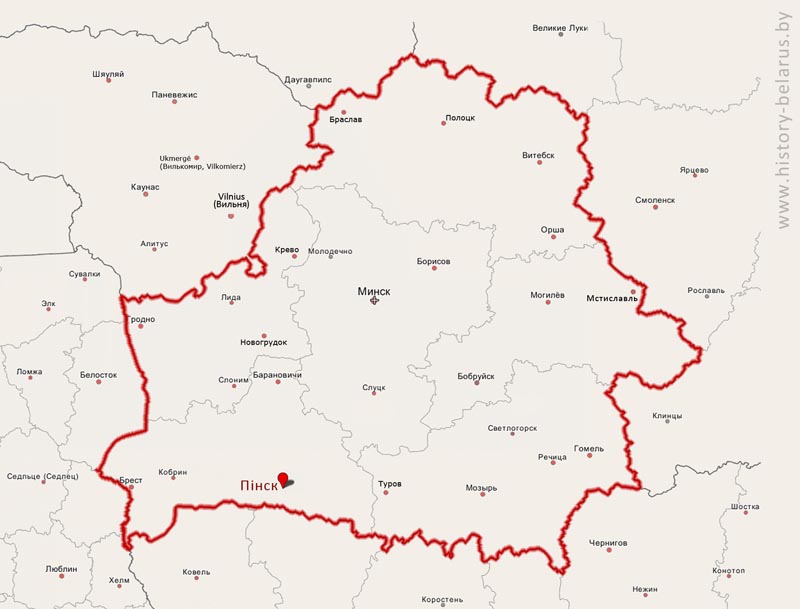 Великие Луки
www.history-belarus.by
Шяуляй
Даугавпилс
Паневежис
Браслав
Полоцк
Ukmergė
(Вилькомир, Vilkomierz)
Витебск
Ярцево
Каунас
Vilnius
(Вильня)
Смоленск
Орша
Алитус
Крево
Молодечно
Борисов
Сувалки
Минск
Могилёв
Мстиславль
Рославль
Элк
Лида
Гродно
Новогрудок
Ломжа
Белосток
Слоним
Барановичи
Слуцк
Бобруйск
Клинцы
Светлогорск
Гомель
Речица
Седльце (Седлец)
Брест
Кобрин
Пінск
Туров
Мозырь
Шостка
Чернигов
Люблин
Хелм
Ковель
Конотоп
Нежин
Коростень